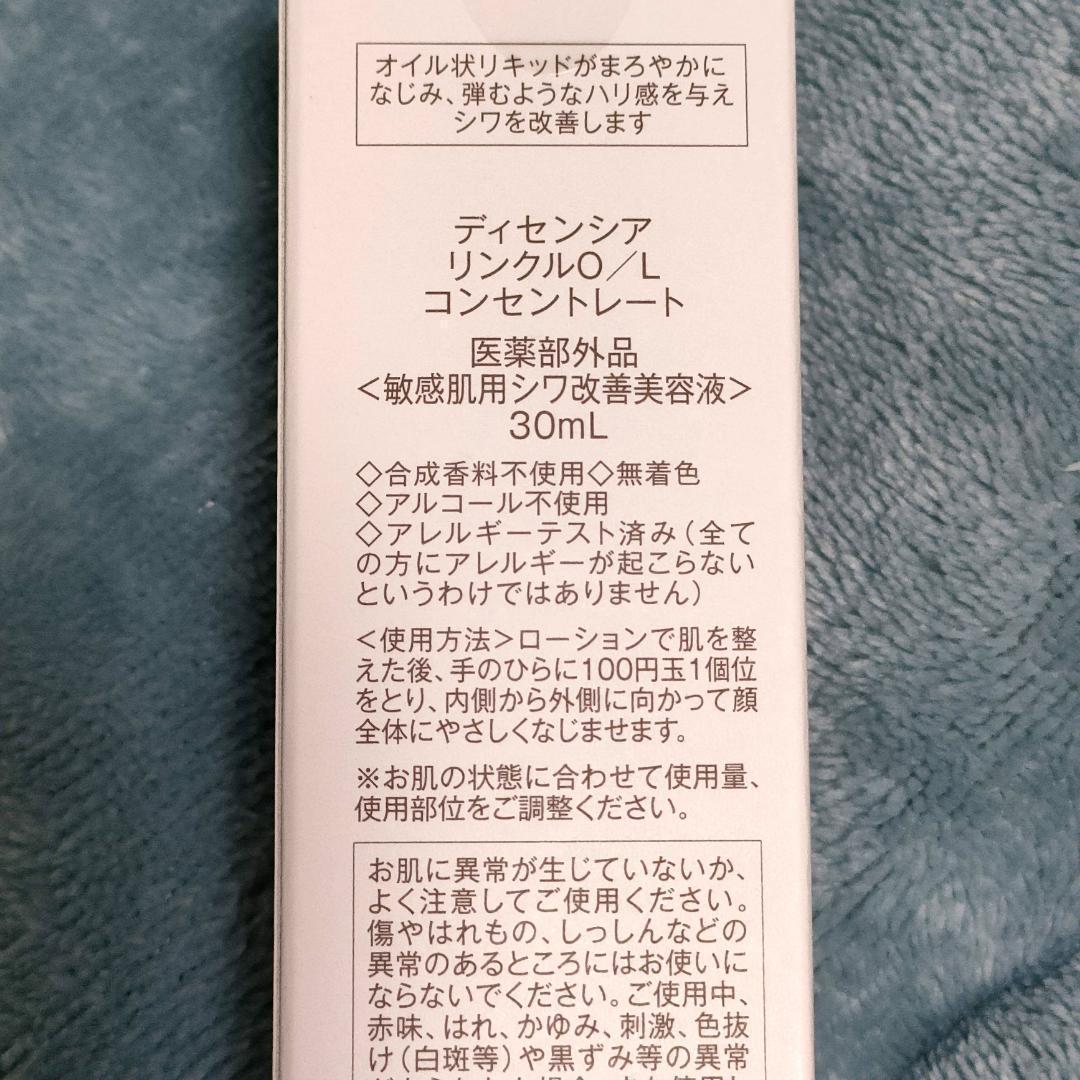 オイル状リキッドがまろやかに
なじみ、弾むようなハリ感を与え
シワを改善します
ディセンシア
リンクルO／L
コンセントレート
医薬部外品
＜敏感肌用シワ改善美容液＞
30mL
◇合成香料不使用◇無着色
◇アルコール不使用
◇アレルギーテスト済み（全て
の方にアレルギーが起こらない
というわけではありません）
＜使用方法＞ローションで肌を整
えた後、手のひらに100円玉1個位
をとり、内側から外側に向かって顔
全体にやさしくなじませます。
※お肌の状態に合わせて使用量、
使用部位をご調整ください。
お肌に異常が生じていないか、
よく注意してご使用ください。
傷やはれもの、しっしんなどの
異常のあるところにはお使いに
ならないでください。ご使用中、
赤味、はれ、かゆみ、刺激、色抜
け（白斑等）や黒ずみ等の異常